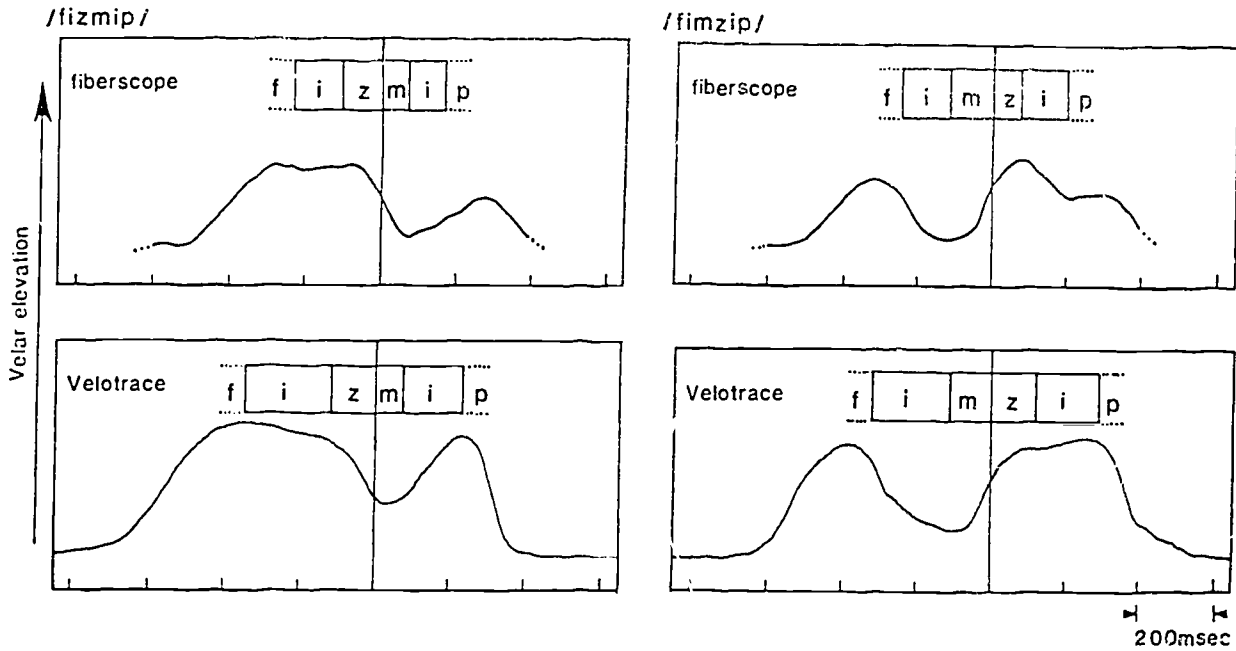 /fizmip/
/fimzip/
Velar elevation
fiberscope
f i z m i p
fiberscope
f i m z i p
Velotrace
f i z m i p
Velotrace
f i m z i p
200msec